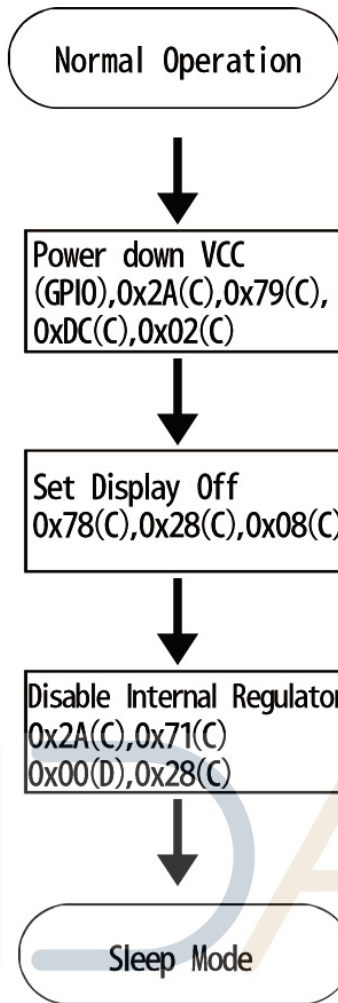 Normal Operation
Power down VCC
(GPIO),0x2A(C),0x79(C),
0xDC(C),0x02(C)
Set Display Off
0x78(C),0x28(C),0x08(C)
Disable Internal Regulator
0x2A(C),0x71(C)
0x00(D),0x28(C)
Sleep Mode